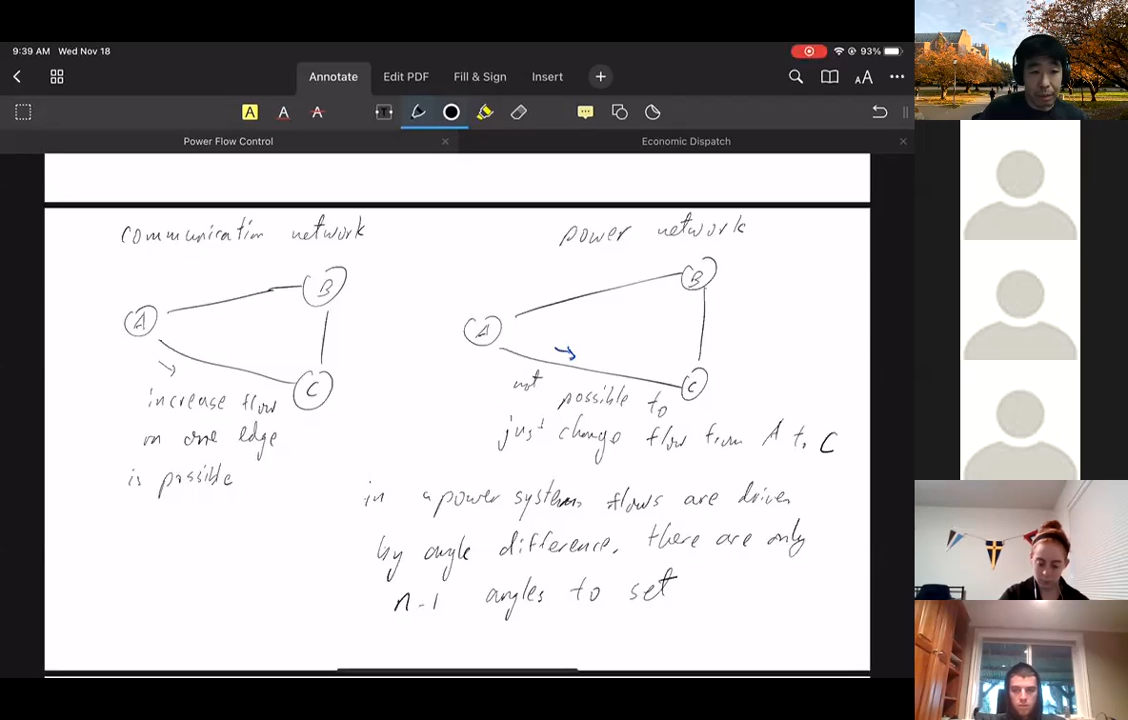 9:39 AM Wed Nov 18
93%
Annotate Edit PDF Fill & Sign Insert
A A A T AA
Power Flow Control
Economic Dispatch
communication network
power network
B
B
A
A
C
C
increase flow
on one edge
is possible
not possible to
just change flow from A to C
in a power system, flows are driven
by angle difference. there are only
n-1 angles to set